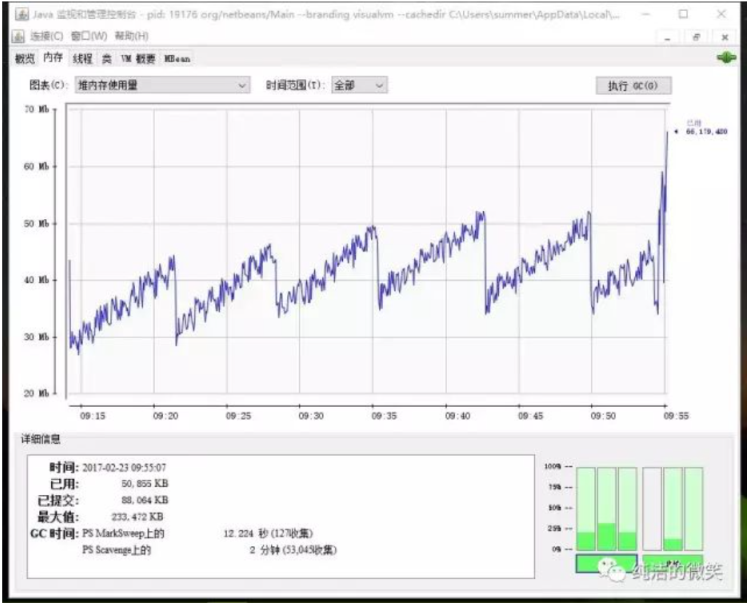 Java 监视和管理控制台 - pid: 19176 org/netbeans/Main --branding visualvm --cachedir C:\Users\summer\AppData\Local\...
连接(C) 窗口(W) 帮助(H)
概览 内存 线程 类 VM 概要 MBean
图表(C): 堆内存使用量 时间范围(T): 全部 执行 GC(G)
70 Mb
已用
66,179,400
60 Mb
50 Mb
40 Mb
30 Mb
20 Mb
09:15 09:20 09:25 09:30 09:35 09:40 09:45 09:50 09:55
详细信息
时间: 2017-02-23 09:55:07
已用: 50,855 KB
已提交: 88,064 KB
最大值: 233,472 KB
GC 时间: PS MarkSweep上的 12.224 秒 (127收集)
PS Scavenge上的 2 分钟 (53,045收集)
100% --
75% --
50% --
25% --
0% --
纯洁的微笑